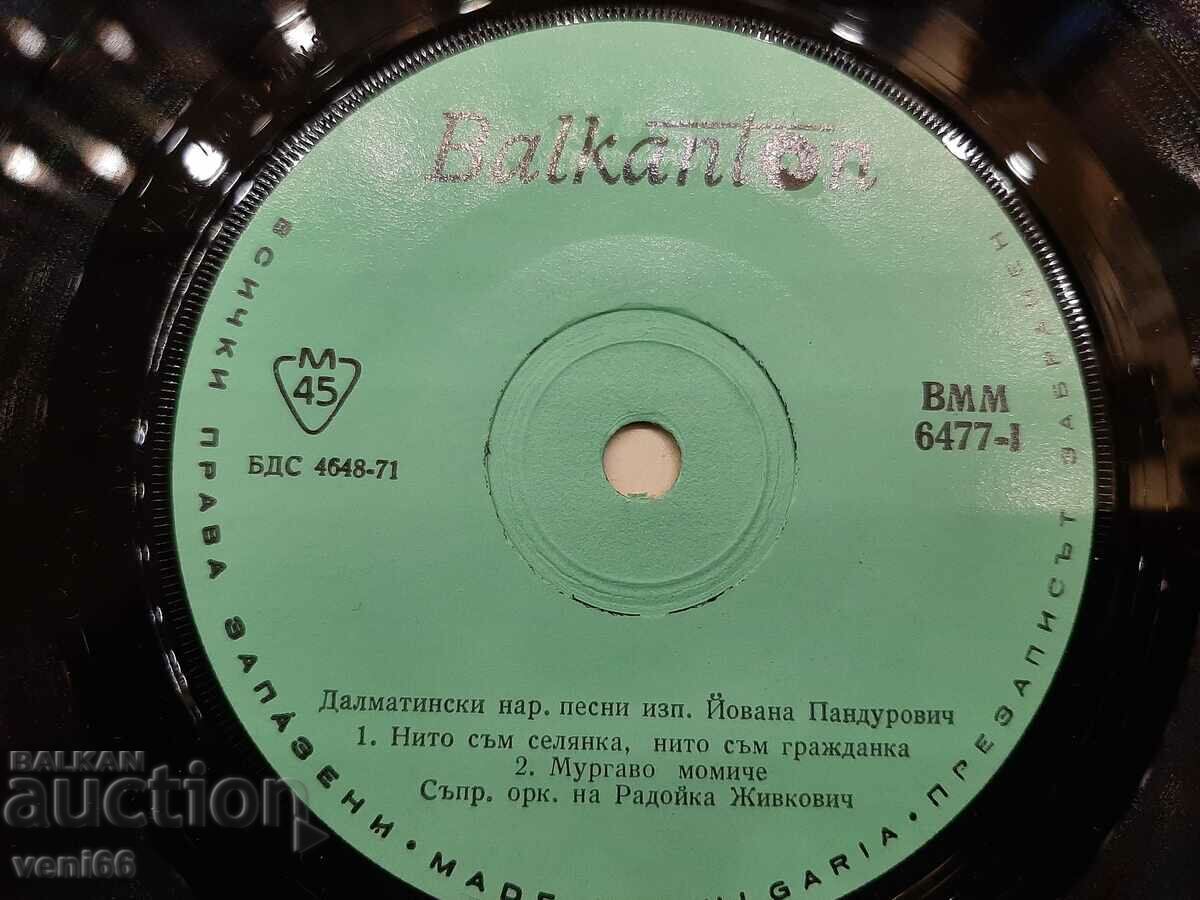 Balkanton
ВСИЧКИ ПРАВА ЗАПАЗЕНИ • MADE BULGARIA • ПРЕЗАПИСЪТ ЗАБРАНЕН
М
45
БДС 4648-71
ВММ
6477-I
Далматински нар. песни изп. Йована Пандурович
1. Нито съм селянка, нито съм гражданка
2. Мургаво момиче
Съпр. орк. на Радойка Живкович
BALKAN
auction
veni66